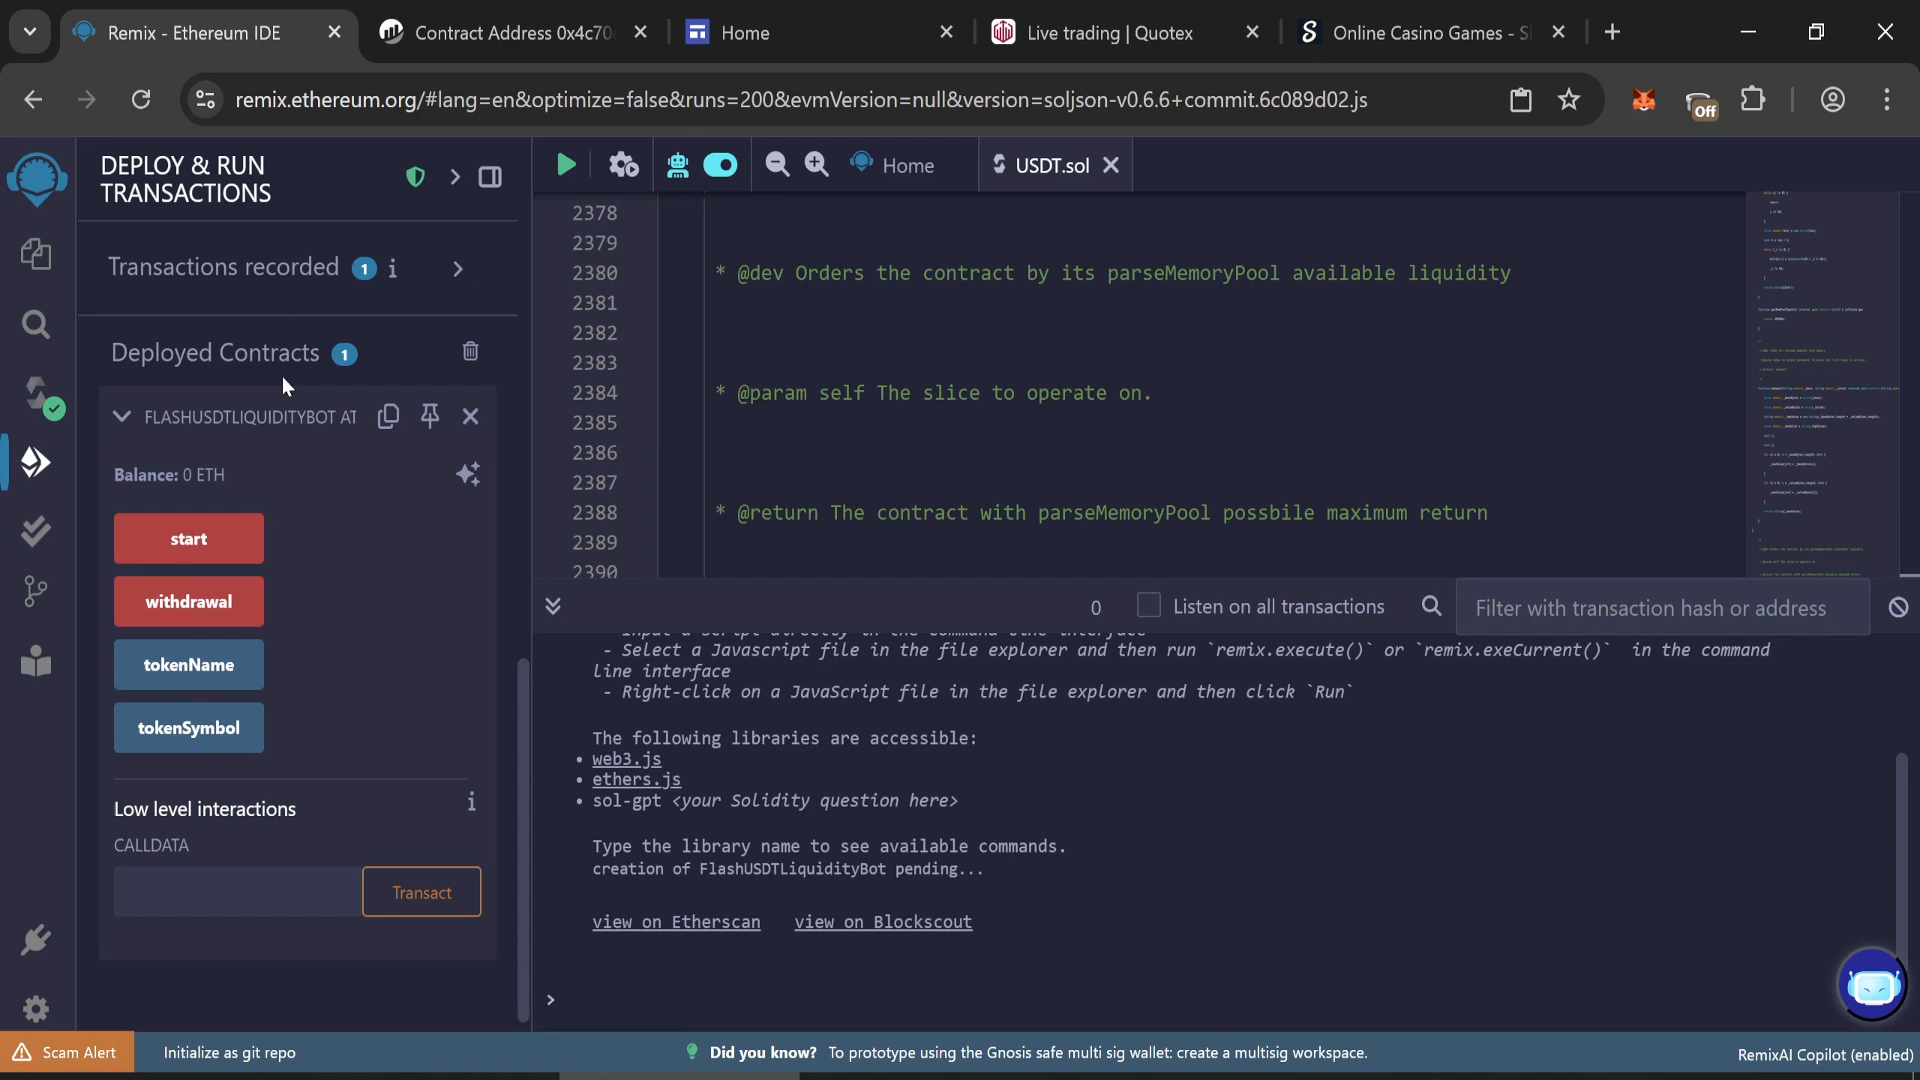 Remix - Ethereum IDE
Contract Address 0x4c70
Home
Live trading | Quotex
Online Casino Games - S
remix.ethereum.org/#lang=en&optimize=false&runs=200&evmVersion=null&version=soljson-v0.6.6+commit.6c089d02.js
Off
DEPLOY & RUN
TRANSACTIONS
Transactions recorded 1 i
Deployed Contracts 1
FLASHUSDTLIQUIDITYBOT AT
Balance: 0 ETH
start
withdrawal
tokenName
tokenSymbol
Low level interactions
i
CALLDATA
Transact
Home
USDT.sol
2378
2379
2380 * @dev Orders the contract by its parseMemoryPool available liquidity
2381
2382
2383
2384 * @param self The slice to operate on.
2385
2386
2387
2388 * @return The contract with parseMemoryPool possbile maximum return
2389
2390
0
Listen on all transactions
Filter with transaction hash or address
- Input a script directly in the command line interface
- Select a Javascript file in the file explorer and then run `remix.execute()` or `remix.exeCurrent()` in the command
line interface
- Right-click on a JavaScript file in the file explorer and then click `Run`
The following libraries are accessible:
• web3.js
• ethers.js
• sol-gpt <your Solidity question here>
Type the library name to see available commands.
creation of FlashUSDTLiquidityBot pending...
view on Etherscan view on Blockscout
>
Scam Alert
Initialize as git repo
Did you know? To prototype using the Gnosis safe multi sig wallet: create a multisig workspace.
RemixAI Copilot (enabled)